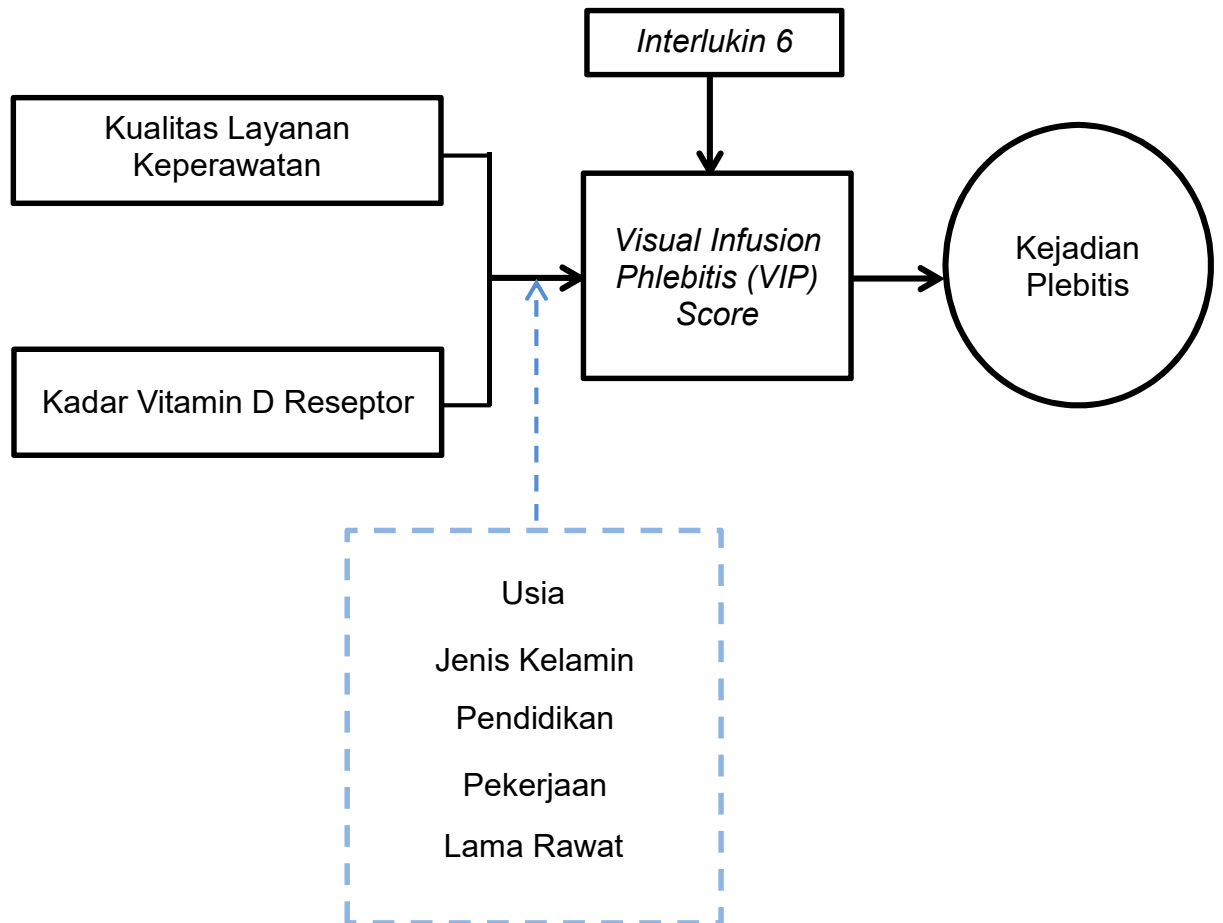 Interlukin 6
Kualitas Layanan
Keperawatan
Visual Infusion
Phlebitis (VIP)
Score
Kejadian
Plebitis
Kadar Vitamin D Reseptor
Usia
Jenis Kelamin
Pendidikan
Pekerjaan
Lama Rawat